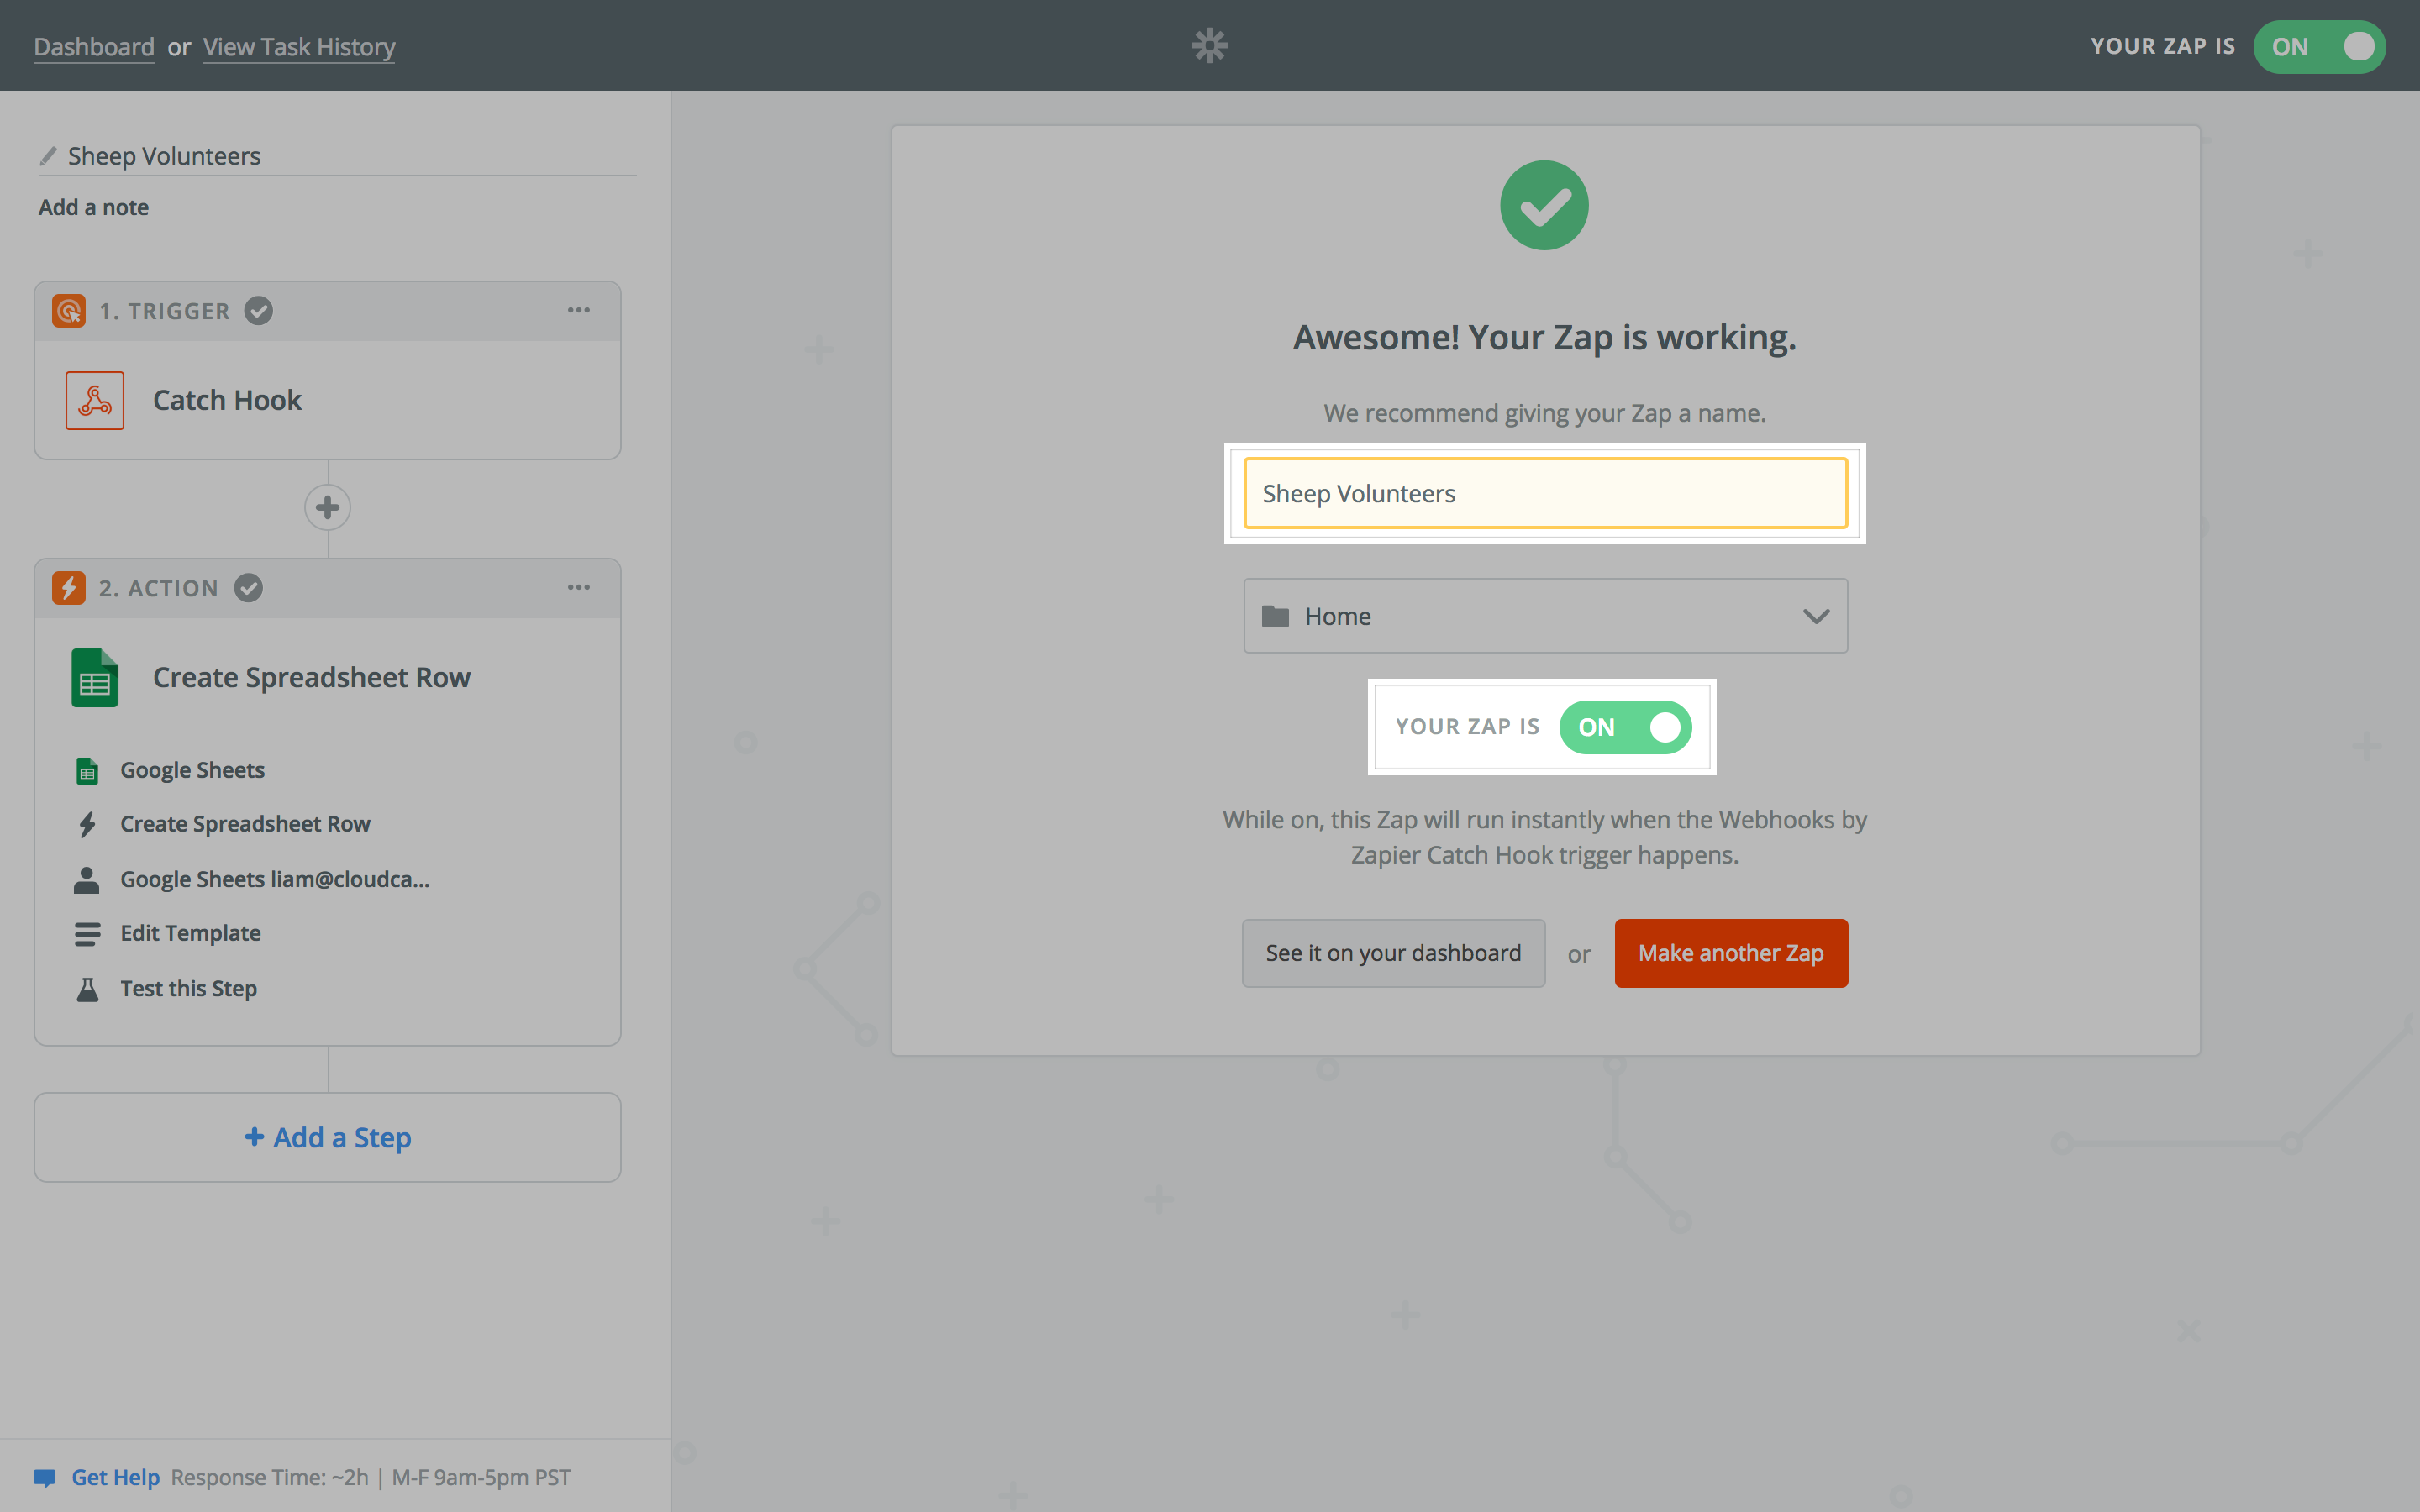 Dashboard or View Task History
YOUR ZAP IS ON
Sheep Volunteers
Add a note
1. TRIGGER
Catch Hook
2. ACTION
Create Spreadsheet Row
Google Sheets
Create Spreadsheet Row
Google Sheets liam@cloudca...
Edit Template
Test this Step
+ Add a Step
Get Help Response Time: ~2h | M-F 9am-5pm PST
Awesome! Your Zap is working.
We recommend giving your Zap a name.
Sheep Volunteers
Home
YOUR ZAP IS ON
While on, this Zap will run instantly when the Webhooks by
Zapier Catch Hook trigger happens.
See it on your dashboard or Make another Zap